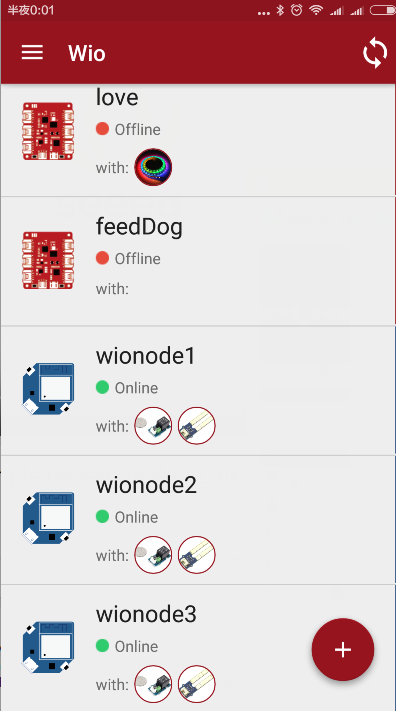 半夜0:01
Wio
love
Offline
with:
feedDog
Offline
with:
wionode1
Online
with:
wionode2
Online
with:
wionode3
Online
with: